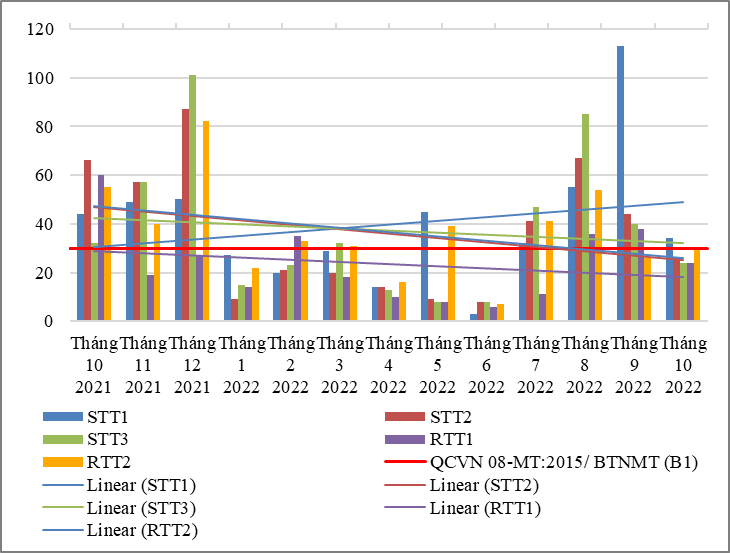 120
100
80
60
40
20
0
Tháng 10 2021
Tháng 11 2021
Tháng 12 2021
Tháng 1 2022
Tháng 2 2022
Tháng 3 2022
Tháng 4 2022
Tháng 5 2022
Tháng 6 2022
Tháng 7 2022
Tháng 8 2022
Tháng 9 2022
Tháng 10 2022
STT1
STT2
STT3
RTT1
RTT2
QCVN 08-MT:2015/ BTNMT (B1)
Linear (STT1)
Linear (STT2)
Linear (STT3)
Linear (RTT1)
Linear (RTT2)